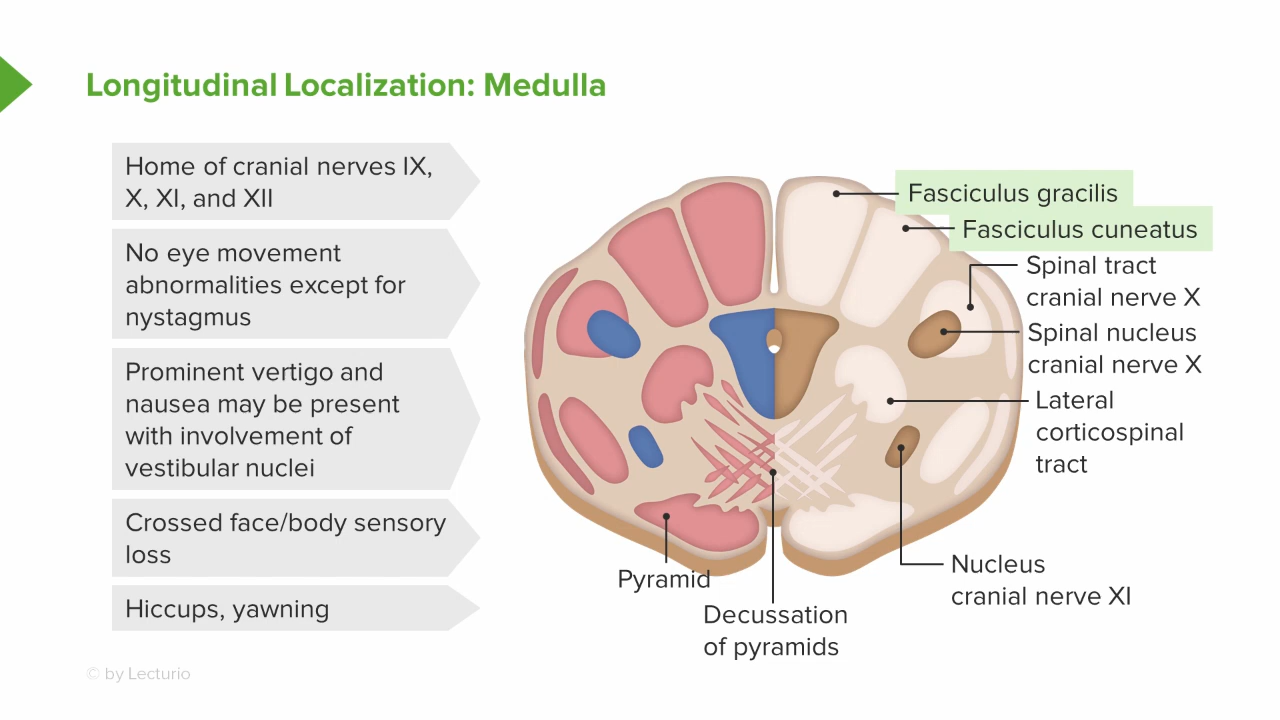 Longitudinal Localization: Medulla
Home of cranial nerves IX,
X, XI, and XII
No eye movement
abnormalities except for
nystagmus
Prominent vertigo and
nausea may be present
with involvement of
vestibular nuclei
Crossed face/body sensory
loss
Hiccups, yawning
Fasciculus gracilis
Fasciculus cuneatus
Spinal tract
cranial nerve X
Spinal nucleus
cranial nerve X
Lateral
corticospinal
tract
Nucleus
cranial nerve XI
Pyramid
Decussation
of pyramids
© by Lecturio